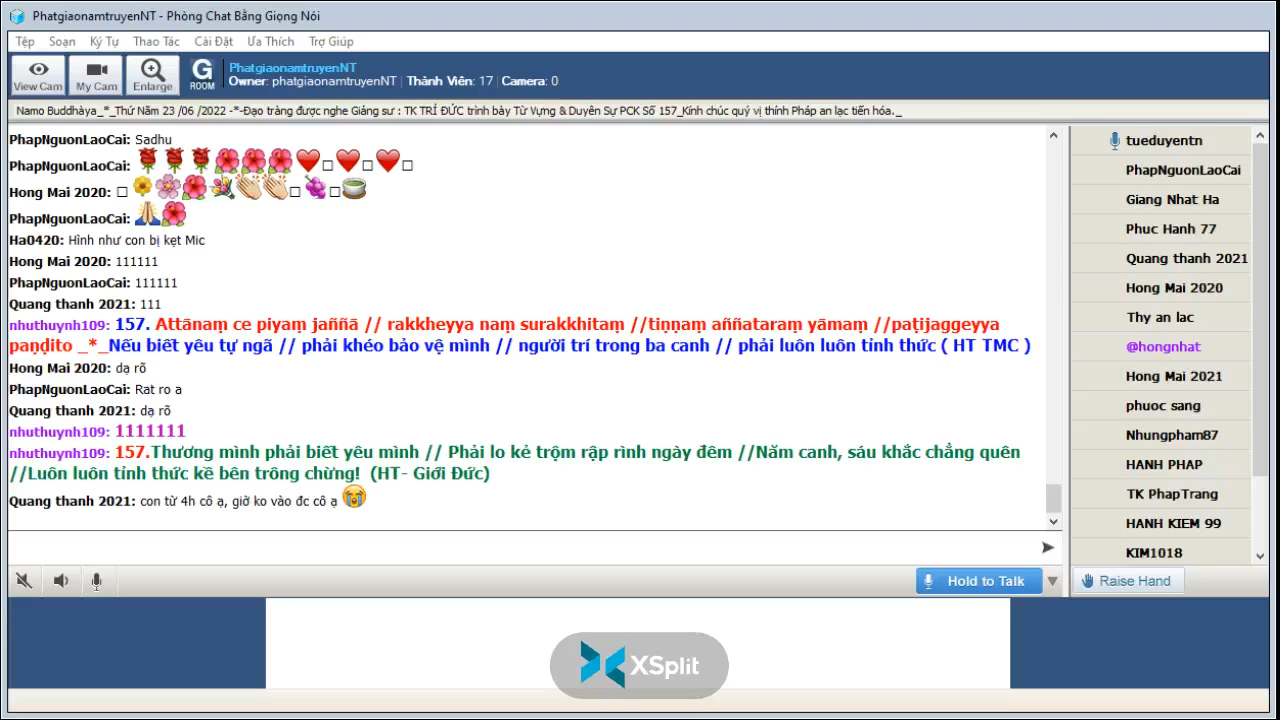 PhatgiaonamtruyenNT - Phòng Chat Bằng Giọng Nói
Tệp Soạn Ký Tự Thao Tác Cài Đặt Ưa Thích Trợ Giúp
View Cam My Cam Enlarge G ROOM
PhatgiaonamtruyenNT
Owner: phatgiaonamtruyenNT | Thành Viên: 17 | Camera: 0
Namo Buddhàya_*_Thứ Năm 23 /06 /2022 -*-Đạo tràng được nghe Giảng sư : TK TRÍ ĐỨC trình bày Từ Vựng & Duyên Sự PCK Số 157_Kính chúc quý vị thính Pháp an lạc tiến hóa._
PhapNguonLaoCai: Sadhu
PhapNguonLaoCai:
Hong Mai 2020:
PhapNguonLaoCai:
Ha0420: Hình như con bị kẹt Mic
Hong Mai 2020: 111111
PhapNguonLaoCai: 111111
Quang thanh 2021: 111
nhuthuynh109: 157. Attānaṃ ce piyaṃ jaññā // rakkheyya naṃ surakkhitaṃ //tiṇṇaṃ aññataraṃ yāmaṃ //paṭijaggeyya
paṇḍito _*_Nếu biết yêu tự ngã // phải khéo bảo vệ mình // người trí trong ba canh // phải luôn luôn tỉnh thức ( HT TMC )
Hong Mai 2020: dạ rõ
PhapNguonLaoCai: Rat ro a
Quang thanh 2021: dạ rõ
nhuthuynh109: 1111111
nhuthuynh109: 157.Thương mình phải biết yêu mình // Phải lo kẻ trộm rập rình ngày đêm //Năm canh, sáu khắc chẳng quên
//Luôn luôn tỉnh thức kề bên trông chừng! (HT- Giới Đức)
Quang thanh 2021: con từ 4h cô ạ, giờ ko vào đc cô ạ
Hold to Talk
tueduyentn
PhapNguonLaoCai
Giang Nhat Ha
Phuc Hanh 77
Quang thanh 2021
Hong Mai 2020
Thy an lac
@hongnhat
Hong Mai 2021
phuoc sang
Nhungpham87
HANH PHAP
TK PhapTrang
HANH KIEM 99
KIM1018
Raise Hand
XSplit